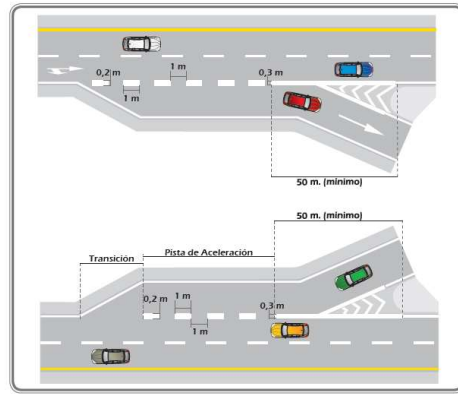 0,2 m
1 m
1 m
0,3 m
50 m. (mínimo)
50 m. (mínimo)
Transición
Pista de Aceleración
0,2 m
1 m
1 m
0,3 m